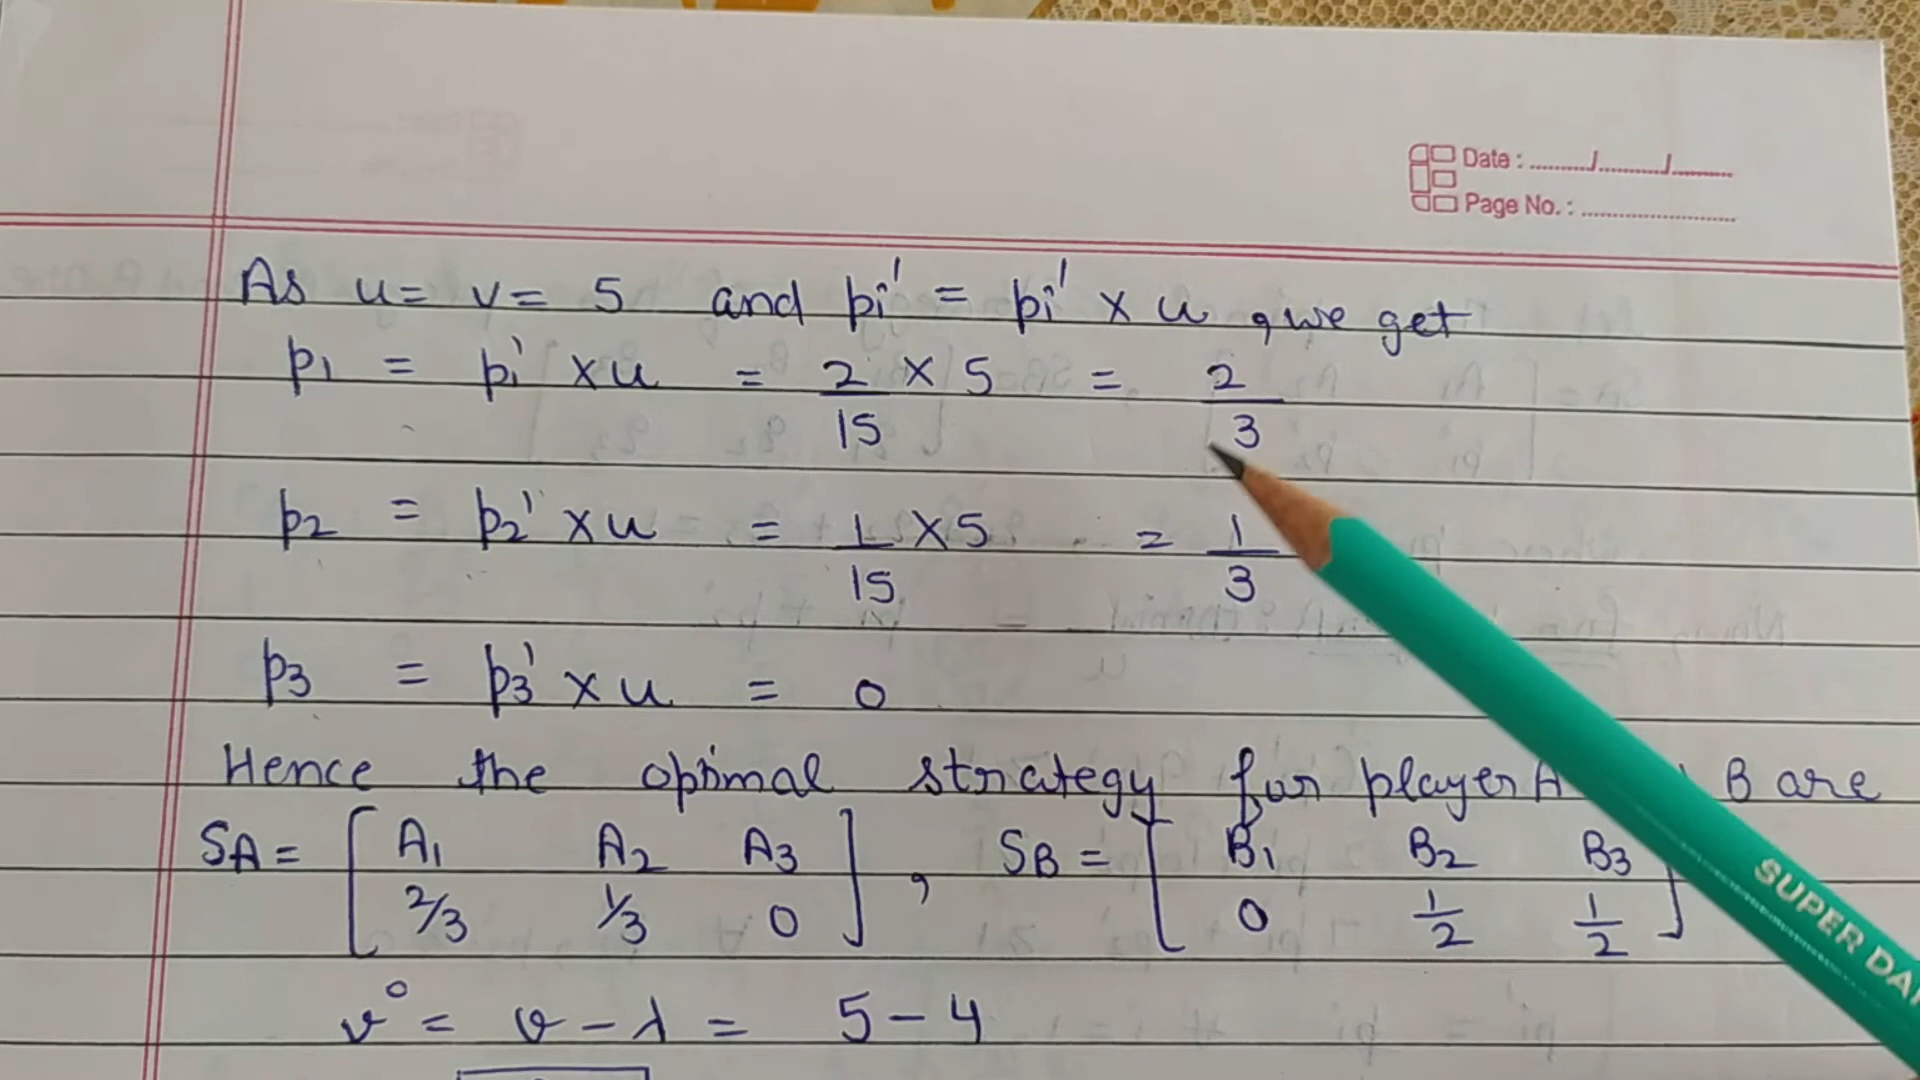 Date : ......../......../........
Page No. : ........................
As u = v = 5 and pi' = pi' × u, we get
p1 = pi' × u = 2/15 × 5 = 2/3
p2 = p2' × u = 1/15 × 5 = 1/3
p3 = p3' × u = 0
Hence the optimal strategy for player A B are
SA = [ A1 A2 A3 ] , SB = [ B1 B2 B3 ]
2/3 1/3 0 0 1/2 1/2
v° = v - λ = 5 - 4
SUPER DA